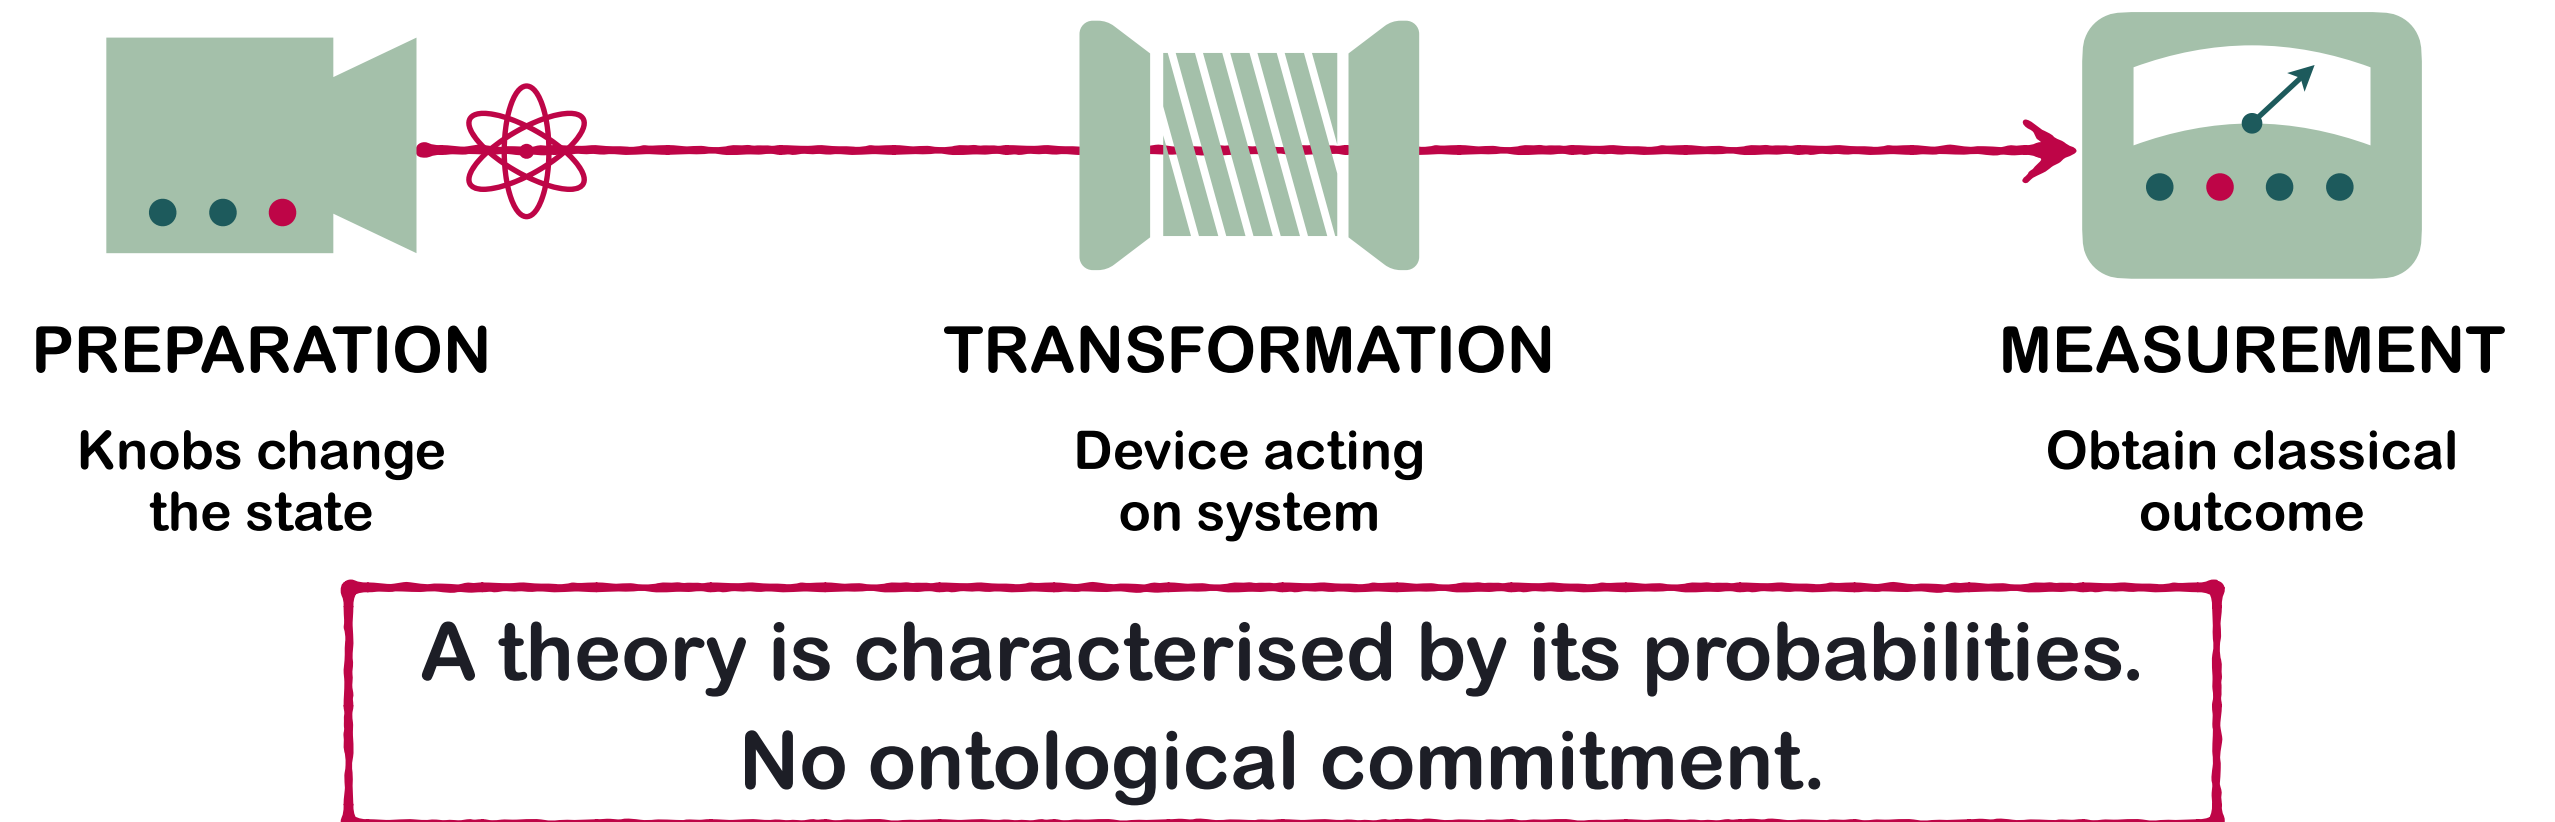 PREPARATION
TRANSFORMATION
MEASUREMENT
Knobs change
the state
Device acting
on system
Obtain classical
outcome
A theory is characterised by its probabilities.
No ontological commitment.